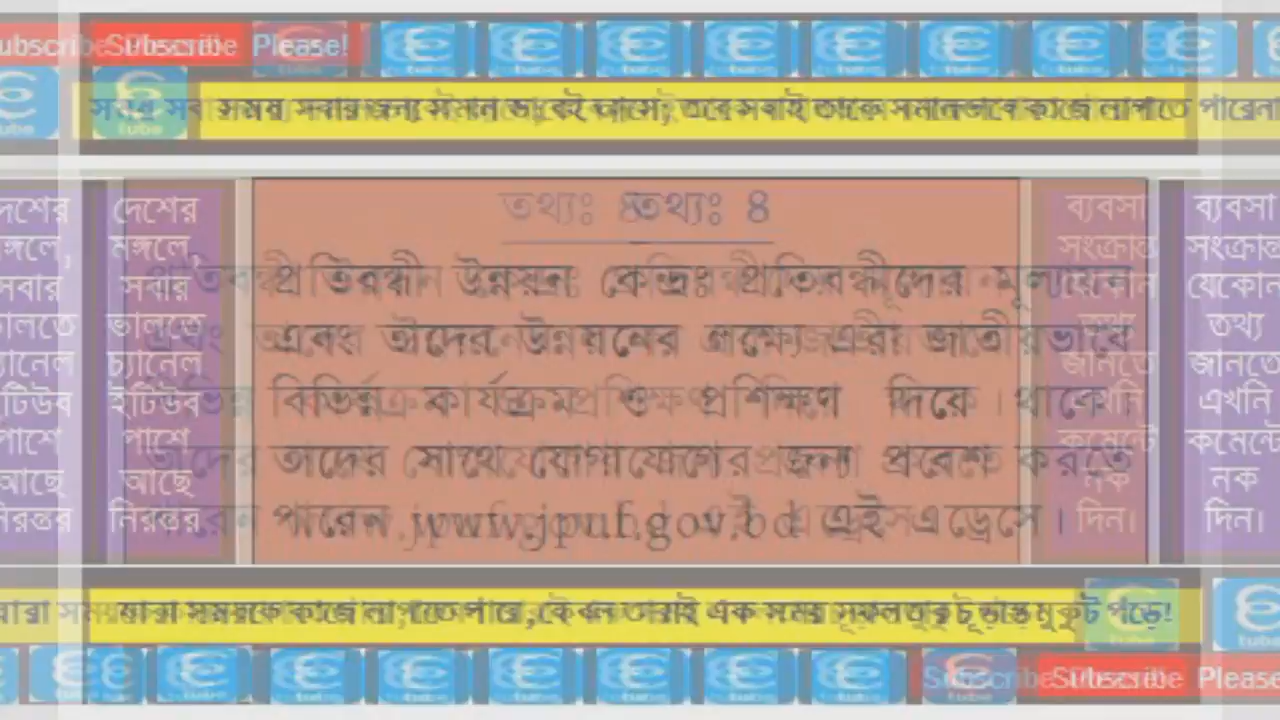 Subscribe Please!
সময় সবার জন্য সমান ভাবেই আসে, তবে সবাই তাকে সমানভাবে কাজে লাগাতে পারেনা
তথ্যঃ ৪
প্রতিবন্ধী উন্নয়ন কেন্দ্রঃ প্রতিবন্ধীদের মূল্যায়ন
এবং তাঁদের উন্নয়নের লক্ষ্যে এরা জাতীয়ভাবে
বিভিন্ন কার্যক্রম ও প্রশিক্ষণ দিয়ে থাকে।
তাদের সাথে যোগাযোগের জন্য প্রবেশ করতে
পারেন www.jpuf.gov.bd এই এড্রেসে।
দেশের
মঙ্গলে,
সবার
ভালতে
চ্যানেল
ইটিউব
পাশে
আছে
নিরন্তর
ব্যবসা
সংক্রান্ত
যেকোন
তথ্য
জানতে
এখনি
কমেন্টে
নক
দিন।
যারা সময়কে কাজে লাগাতে পারে, কেবল তারাই এক সময় সফলতার চূড়ান্ত মুকুট পড়ে!
Subscribe Please